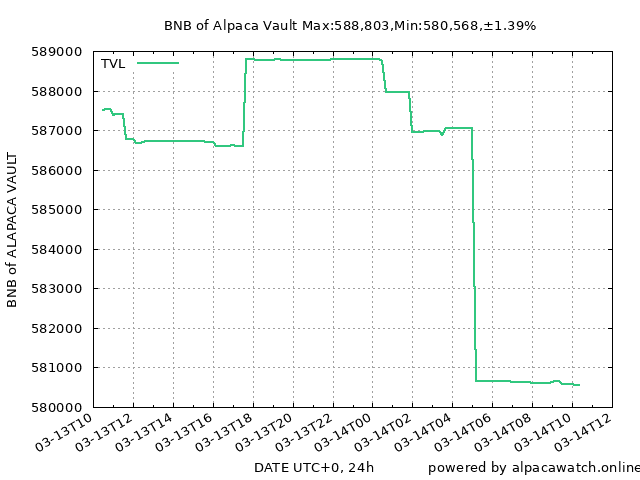 BNB of Alpaca Vault Max:588,803,Min:580,568,±1.39%
TVL
BNB of ALAPACA VAULT
589000
588000
587000
586000
585000
584000
583000
582000
581000
580000
03-13T10
03-13T12
03-13T14
03-13T16
03-13T18
03-13T20
03-13T22
03-14T00
03-14T02
03-14T04
03-14T06
03-14T08
03-14T10
03-14T12
DATE UTC+0, 24h
powered by alpacawatch.online